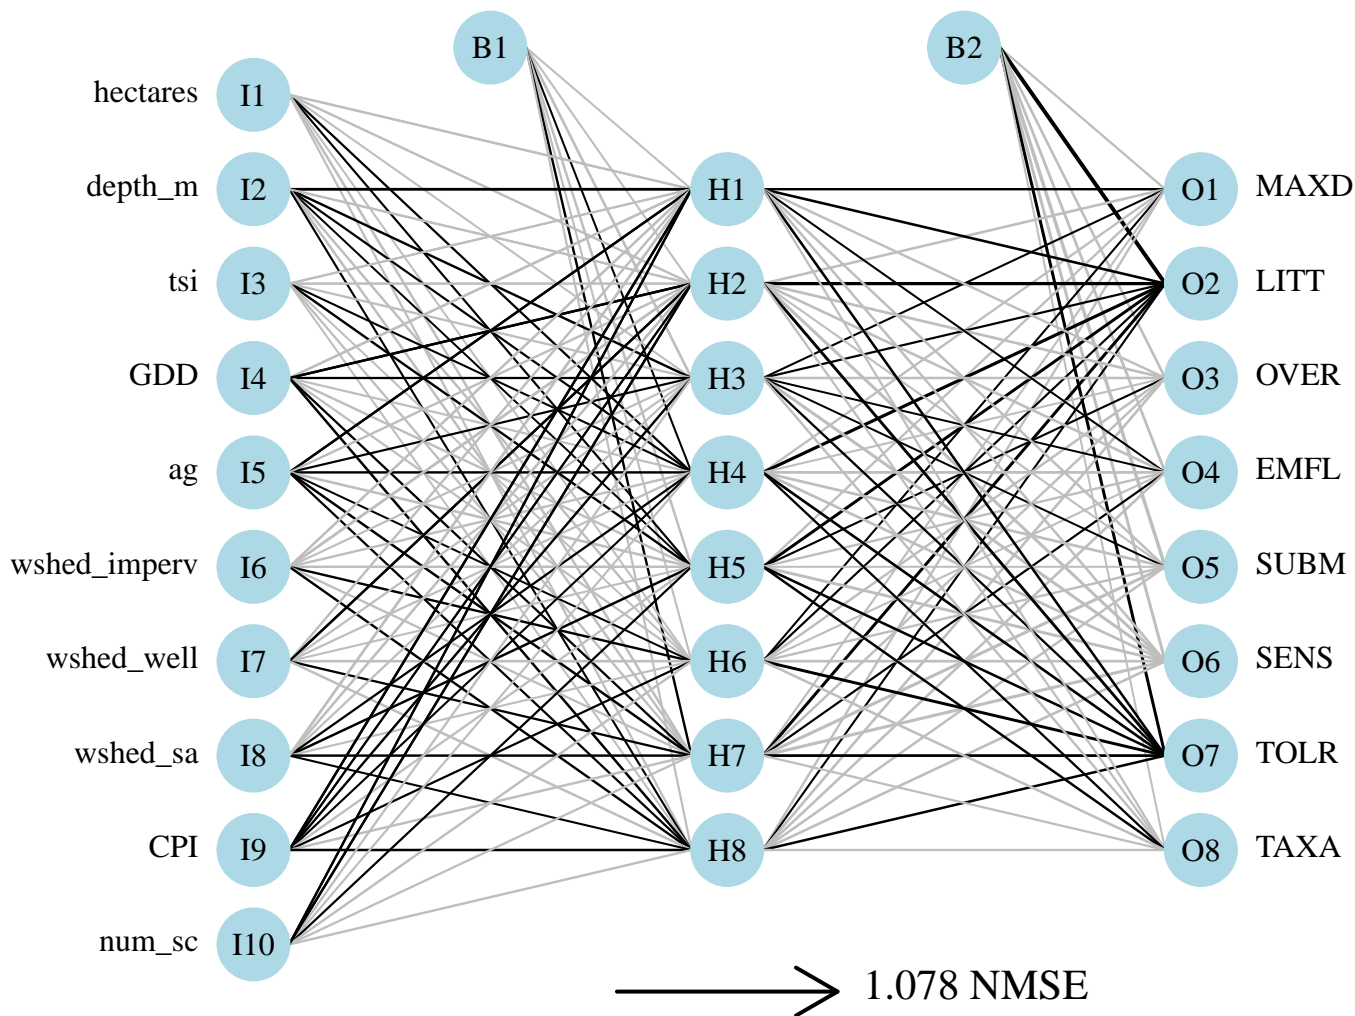 B1 B2
hectares I1
depth_m I2 H1 O1 MAXD
tsi I3 H2 O2 LITT
GDD I4 H3 O3 OVER
ag I5 H4 O4 EMFL
wshed_imperv I6 H5 O5 SUBM
wshed_well I7 H6 O6 SENS
wshed_sa I8 H7 O7 TOLR
CPI I9 H8 O8 TAXA
num_sc I10
1.078 NMSE